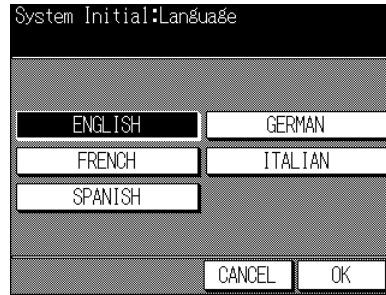 System Initial:Language
ENGLISH GERMAN
FRENCH ITALIAN
SPANISH
CANCEL OK